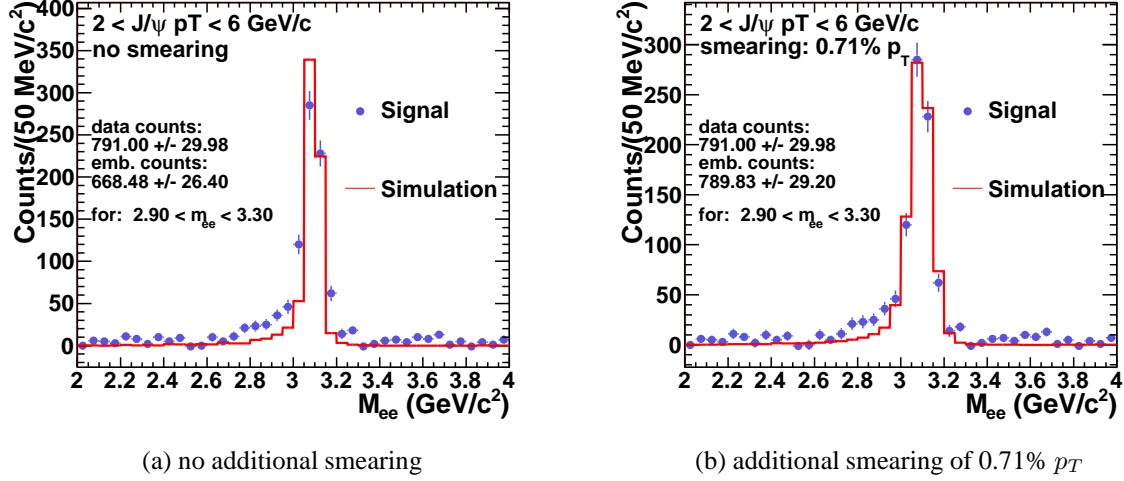 2 < J/ψ pT < 6 GeV/c
no smearing
Signal
data counts:
791.00 +/- 29.98
emb. counts:
668.48 +/- 26.40
Simulation
for: 2.90 < m_ee < 3.30
Counts/(50 MeV/c²)
400
350
300
250
200
150
100
50
0
2 2.2 2.4 2.6 2.8 3 3.2 3.4 3.6 3.8 4
M_ee (GeV/c²)
(a) no additional smearing
2 < J/ψ pT < 6 GeV/c
smearing: 0.71% p_T
Signal
data counts:
791.00 +/- 29.98
emb. counts:
789.83 +/- 29.20
Simulation
for: 2.90 < m_ee < 3.30
Counts/(50 MeV/c²)
300
250
200
150
100
50
0
2 2.2 2.4 2.6 2.8 3 3.2 3.4 3.6 3.8 4
M_ee (GeV/c²)
(b) additional smearing of 0.71% p_T